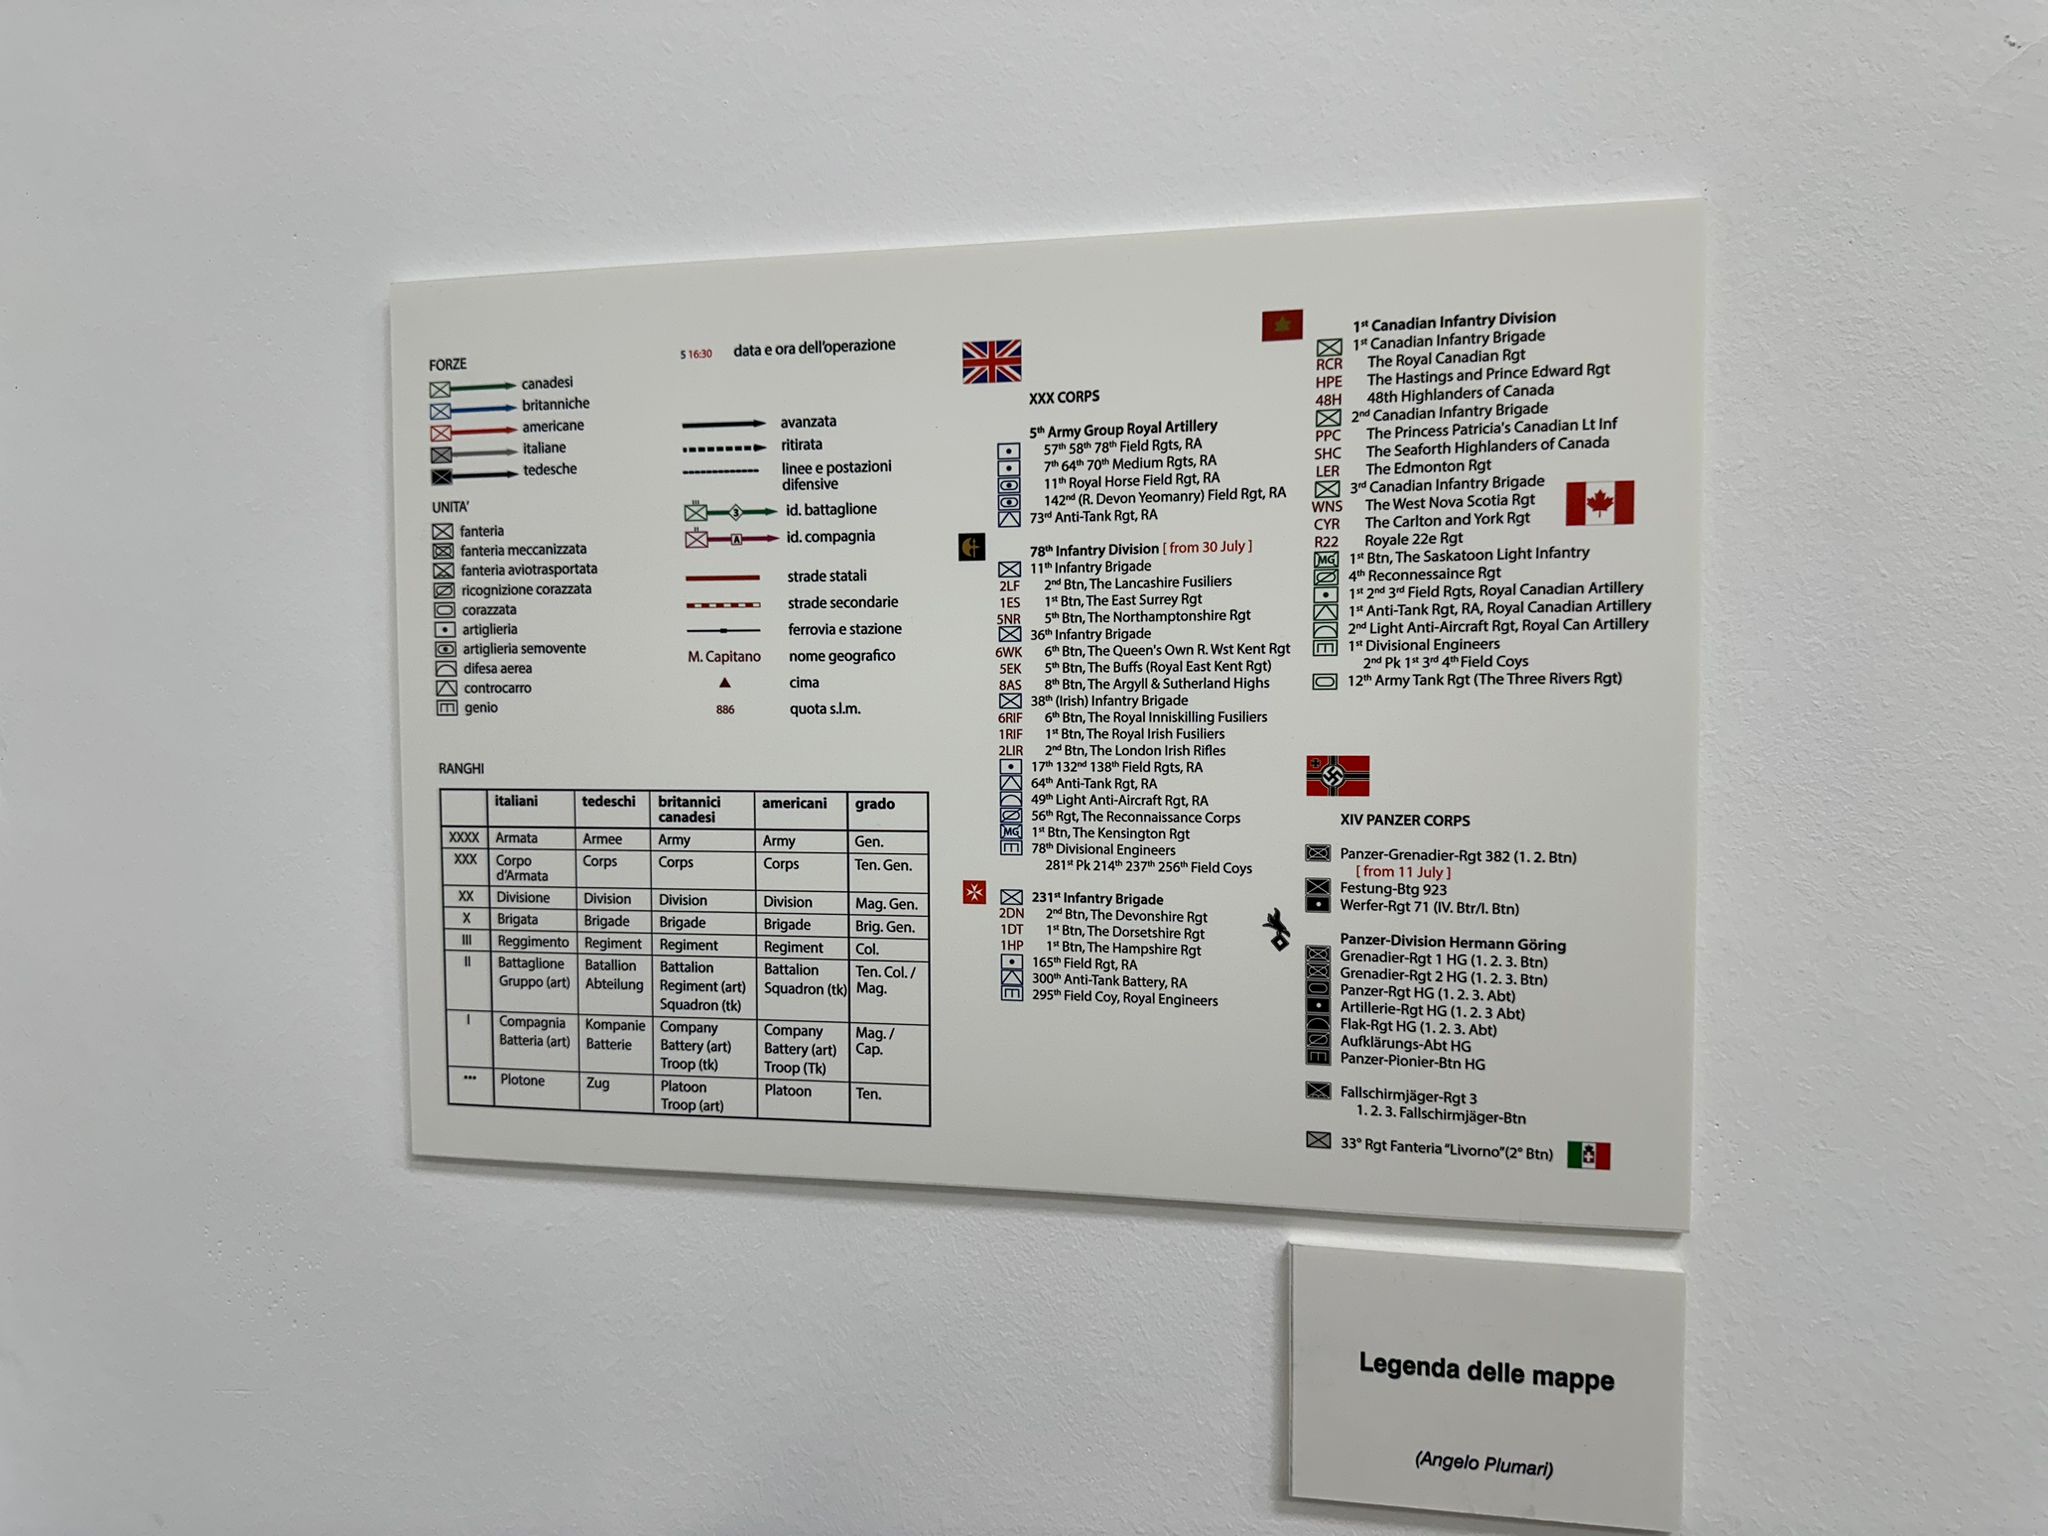 FORZE
canadesi
britanniche
americane
italiane
tedesche
UNITA'
fanteria
fanteria meccanizzata
fanteria aviotrasportata
ricognizione corazzata
corazzata
artiglieria
artiglieria semovente
difesa aerea
controcarro
genio
5 16:30 data e ora dell'operazione
avanzata
ritirata
linee e postazioni
difensive
III
3 id. battaglione
II
A id. compagnia
strade statali
strade secondarie
ferrovia e stazione
M. Capitano nome geografico
cima
886 quota s.l.m.
RANGHI
italiani tedeschi britannici canadesi americani grado
XXXX Armata Armee Army Army Gen.
XXX Corpo d'Armata Corps Corps Corps Ten. Gen.
XX Divisione Division Division Division Mag. Gen.
X Brigata Brigade Brigade Brigade Brig. Gen.
III Reggimento Regiment Regiment Regiment Col.
II Battaglione Batallion Battalion Battalion Ten. Col. /
Gruppo (art) Abteilung Regiment (art) Squadron (tk) Mag.
Squadron (tk)
I Compagnia Kompanie Company Company Mag. /
Batteria (art) Batterie Battery (art) Battery (art) Cap.
Troop (tk) Troop (Tk)
••• Plotone Zug Platoon Platoon Ten.
Troop (art)
XXX CORPS
5th Army Group Royal Artillery
57th 58th 78th Field Rgts, RA
7th 64th 70th Medium Rgts, RA
11th Royal Horse Field Rgt, RA
142nd (R. Devon Yeomanry) Field Rgt, RA
73rd Anti-Tank Rgt, RA
78th Infantry Division [ from 30 July ]
11th Infantry Brigade
2LF 2nd Btn, The Lancashire Fusiliers
1ES 1st Btn, The East Surrey Rgt
5NR 5th Btn, The Northamptonshire Rgt
36th Infantry Brigade
6WK 6th Btn, The Queen's Own R. Wst Kent Rgt
5EK 5th Btn, The Buffs (Royal East Kent Rgt)
8AS 8th Btn, The Argyll & Sutherland Highs
38th (Irish) Infantry Brigade
6RIF 6th Btn, The Royal Inniskilling Fusiliers
1RIF 1st Btn, The Royal Irish Fusiliers
2LIR 2nd Btn, The London Irish Rifles
17th 132nd 138th Field Rgts, RA
64th Anti-Tank Rgt, RA
49th Light Anti-Aircraft Rgt, RA
56th Rgt, The Reconnaissance Corps
MG 1st Btn, The Kensington Rgt
78th Divisional Engineers
281st Pk 214th 237th 256th Field Coys
231st Infantry Brigade
2DN 2nd Btn, The Devonshire Rgt
1DT 1st Btn, The Dorsetshire Rgt
1HP 1st Btn, The Hampshire Rgt
165th Field Rgt, RA
300th Anti-Tank Battery, RA
295th Field Coy, Royal Engineers
1st Canadian Infantry Division
1st Canadian Infantry Brigade
RCR The Royal Canadian Rgt
HPE The Hastings and Prince Edward Rgt
48H 48th Highlanders of Canada
2nd Canadian Infantry Brigade
PPC The Princess Patricia's Canadian Lt Inf
SHC The Seaforth Highlanders of Canada
LER The Edmonton Rgt
3rd Canadian Infantry Brigade
WNS The West Nova Scotia Rgt
CYR The Carlton and York Rgt
R22 Royale 22e Rgt
MG 1st Btn, The Saskatoon Light Infantry
4th Reconnessaince Rgt
1st 2nd 3rd Field Rgts, Royal Canadian Artillery
1st Anti-Tank Rgt, RA, Royal Canadian Artillery
2nd Light Anti-Aircraft Rgt, Royal Can Artillery
1st Divisional Engineers
2nd Pk 1st 3rd 4th Field Coys
12th Army Tank Rgt (The Three Rivers Rgt)
XIV PANZER CORPS
Panzer-Grenadier-Rgt 382 (1. 2. Btn)
[ from 11 July ]
Festung-Btg 923
Werfer-Rgt 71 (IV. Btr/I. Btn)
Panzer-Division Hermann Göring
Grenadier-Rgt 1 HG (1. 2. 3. Btn)
Grenadier-Rgt 2 HG (1. 2. 3. Btn)
Panzer-Rgt HG (1. 2. 3. Abt)
Artillerie-Rgt HG (1. 2. 3 Abt)
Flak-Rgt HG (1. 2. 3. Abt)
Aufklärungs-Abt HG
Panzer-Pionier-Btn HG
Fallschirmjäger-Rgt 3
1. 2. 3. Fallschirmjäger-Btn
33° Rgt Fanteria "Livorno"(2° Btn)
Legenda delle mappe
(Angelo Plumari)